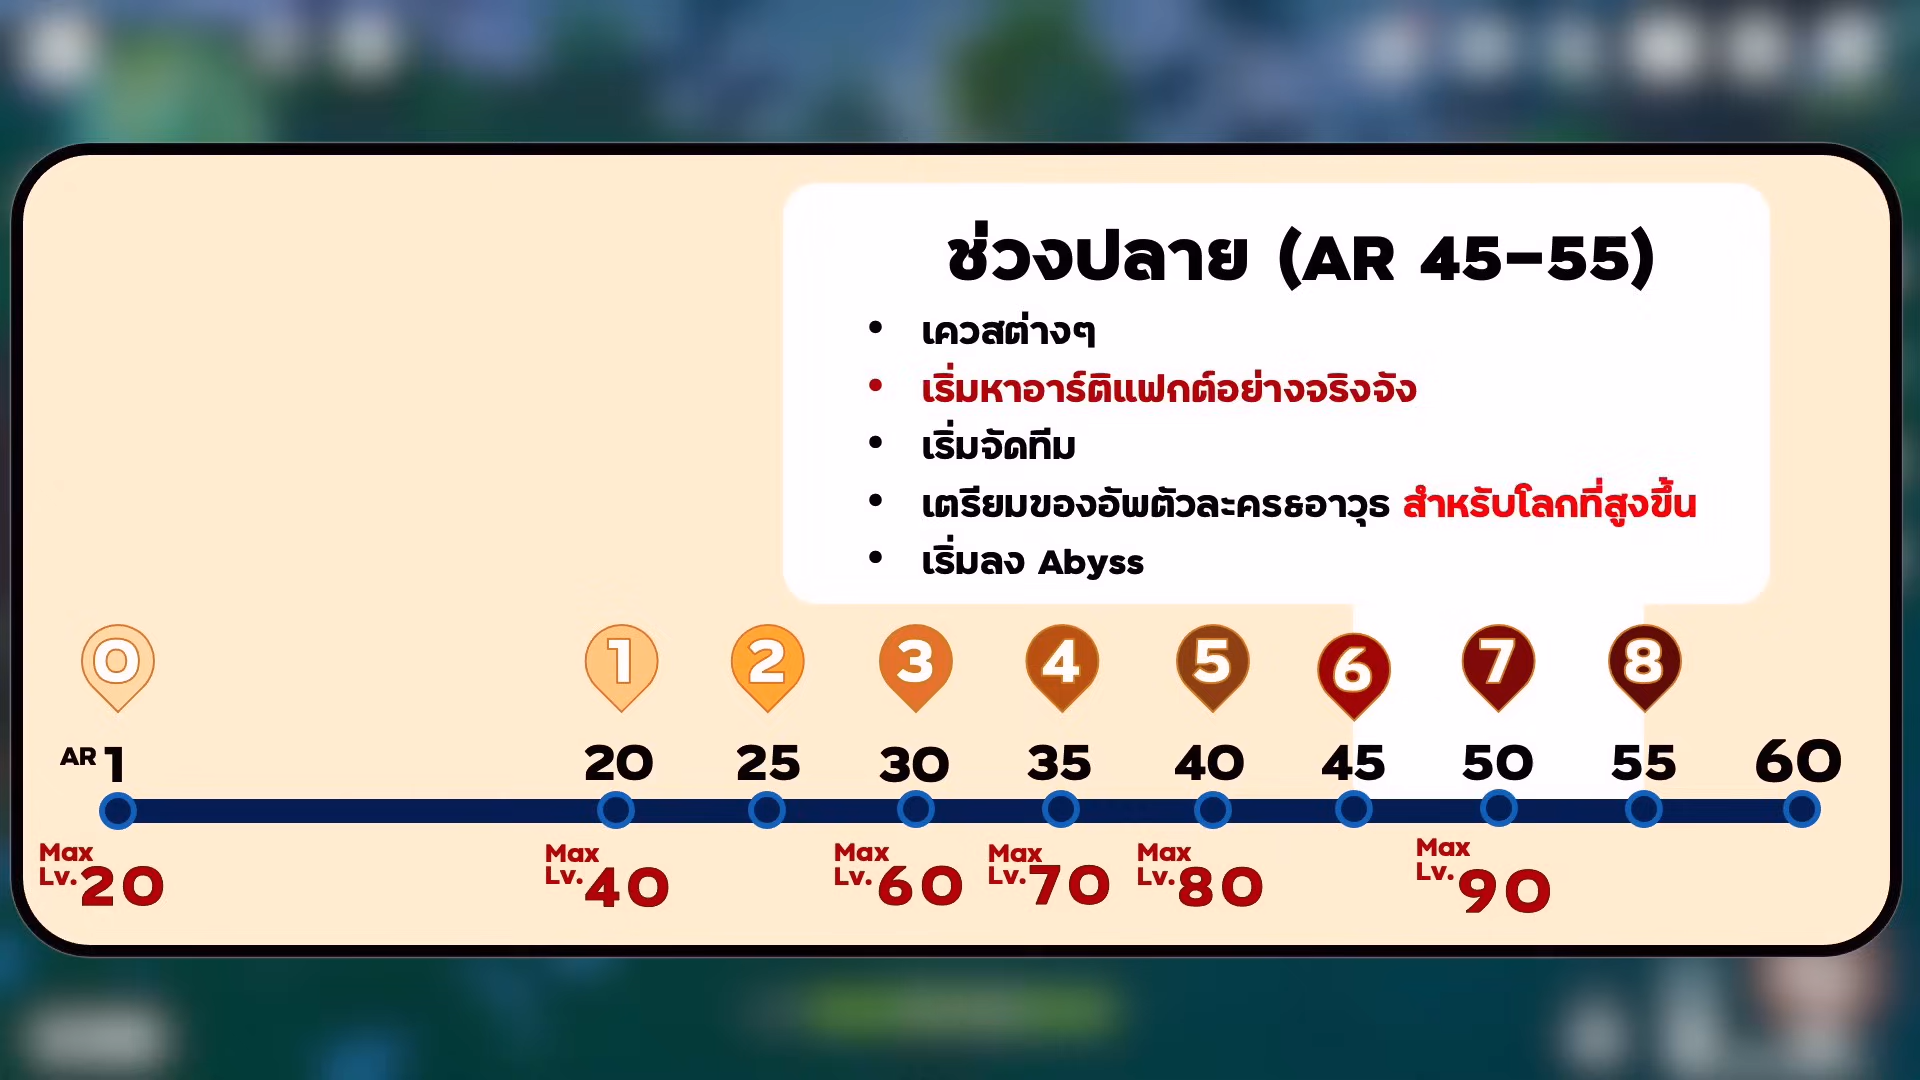 ช่วงปลาย (AR 45-55)
• เควสต่างๆ
• เริ่มหาอาร์ติแฟกต์อย่างจริงจัง
• เริ่มจัดทีม
• เตรียมของอัพตัวละคร&อาวุธ สำหรับโลกที่สูงขึ้น
• เริ่มลง Abyss
0 1 2 3 4 5 6 7 8
AR 1 20 25 30 35 40 45 50 55 60
Max Lv. 20 Max Lv. 40 Max Lv. 60 Max Lv. 70 Max Lv. 80 Max Lv. 90